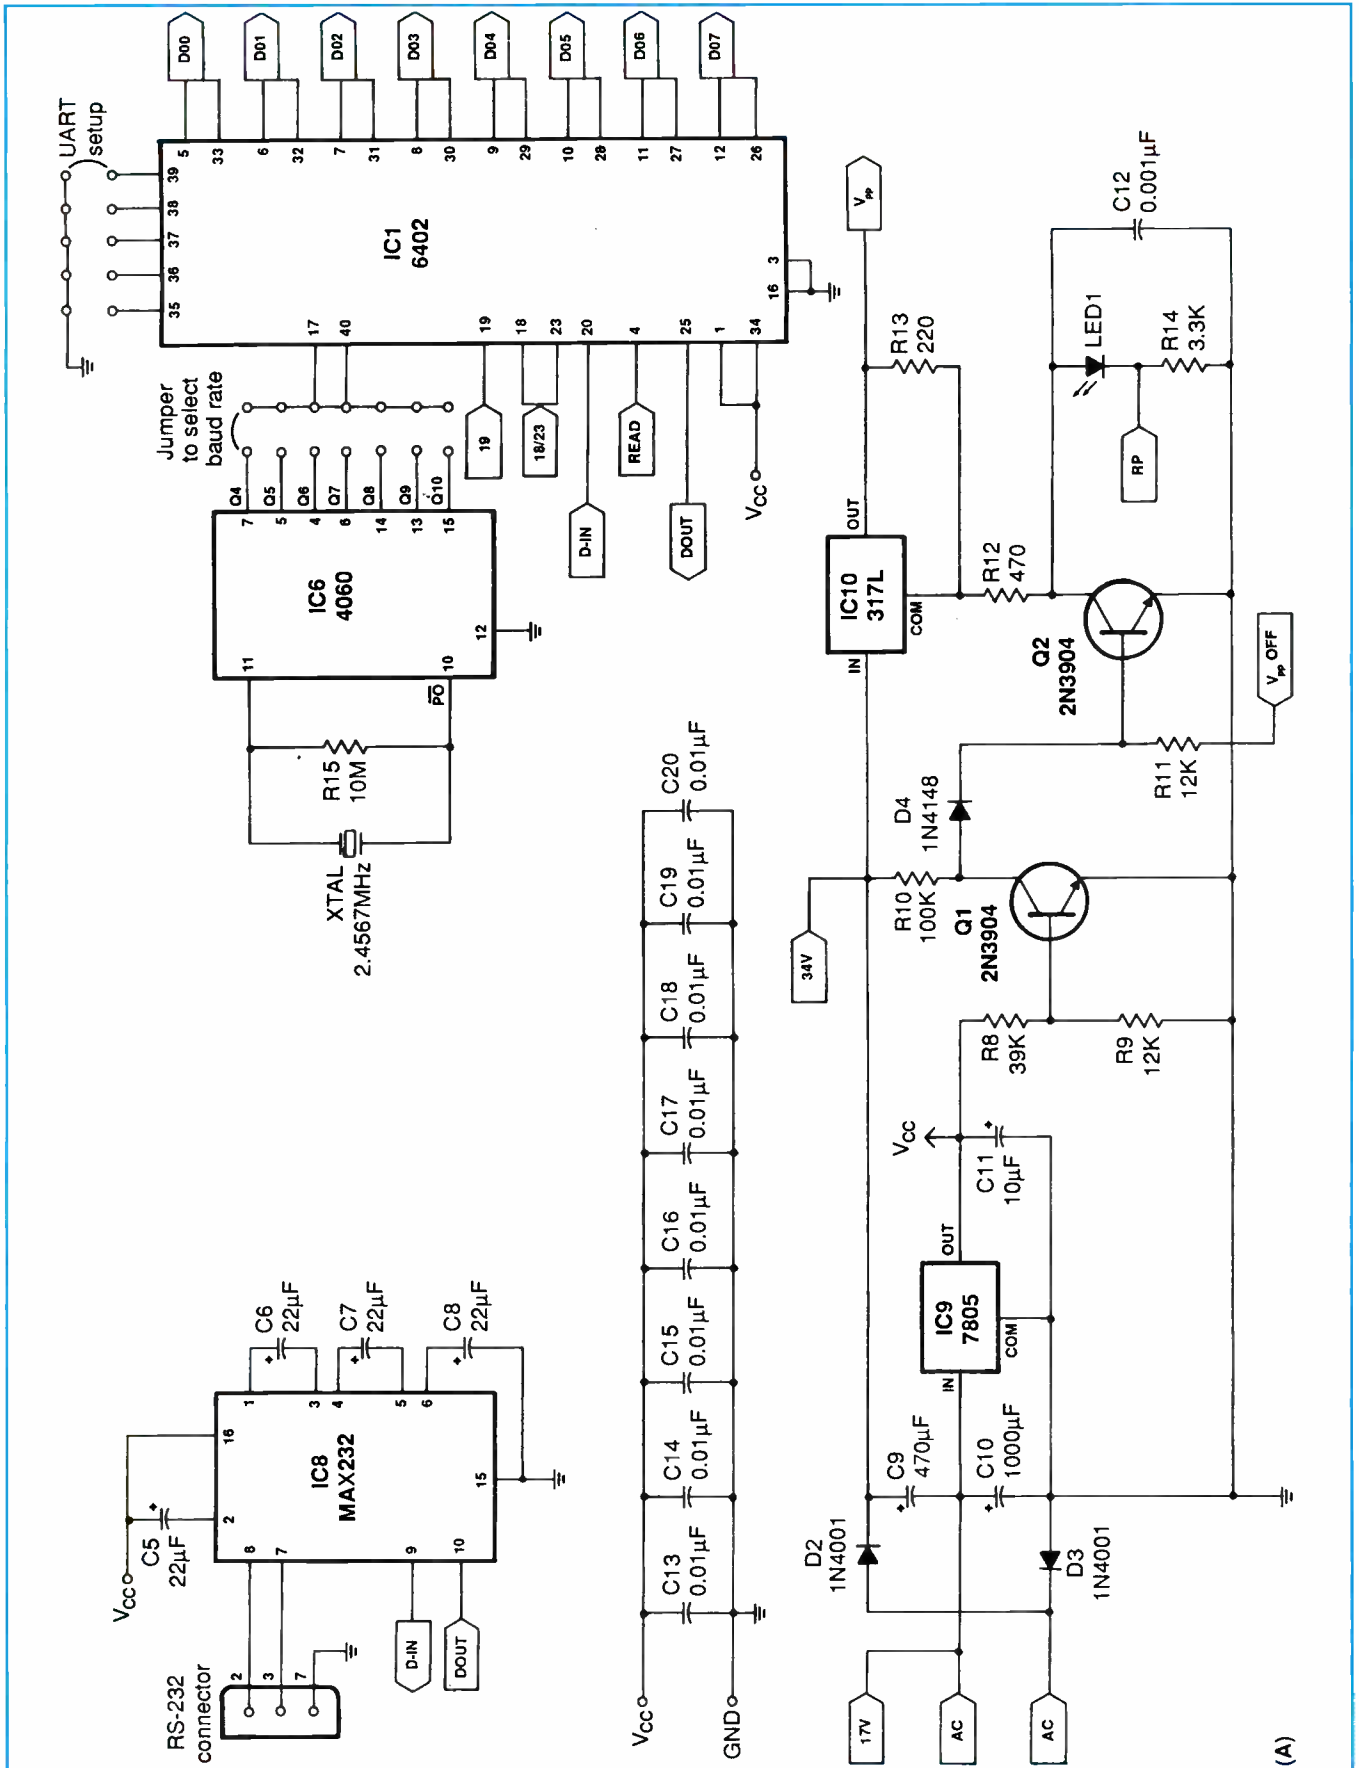 RS-232
connector
2
3
7
VCC
C5
22µF
8
7
9
10
2
16
IC8
MAX232
15
1
3
4
5
6
C6
22µF
C7
22µF
C8
22µF
D-IN
DOUT
XTAL
2.4567MHz
R15
10M
11
10
PO
IC6
4060
12
7
5
4
6
14
13
15
Q4
Q5
Q6
Q7
Q8
Q9
Q10
Jumper
to select
baud rate
UART
setup
35
36
37
38
39
17
40
19
18
23
20
4
25
1
34
IC1
6402
16
3
5
33
6
32
7
31
8
30
9
29
10
28
11
27
12
26
D00
D01
D02
D03
D04
D05
D06
D07
19
18/23
D-IN
READ
DOUT
VCC
VCC
GND
C13
0.01µF
C14
0.01µF
C15
0.01µF
C16
0.01µF
C17
0.01µF
C18
0.01µF
C19
0.01µF
C20
0.01µF
17V
AC
AC
D2
1N4001
D3
1N4001
C9
470µF
C10
1000µF
IN
IC9
7805
OUT
COM
VCC
C11
10µF
R8
39K
R9
12K
34V
R10
100K
Q1
2N3904
D4
1N4148
R11
12K
Vpp OFF
Q2
2N3904
IN
IC10
317L
OUT
COM
R12
470
R13
220
Vpp
RP
LED1
R14
3.3K
C12
0.001µF
(A)